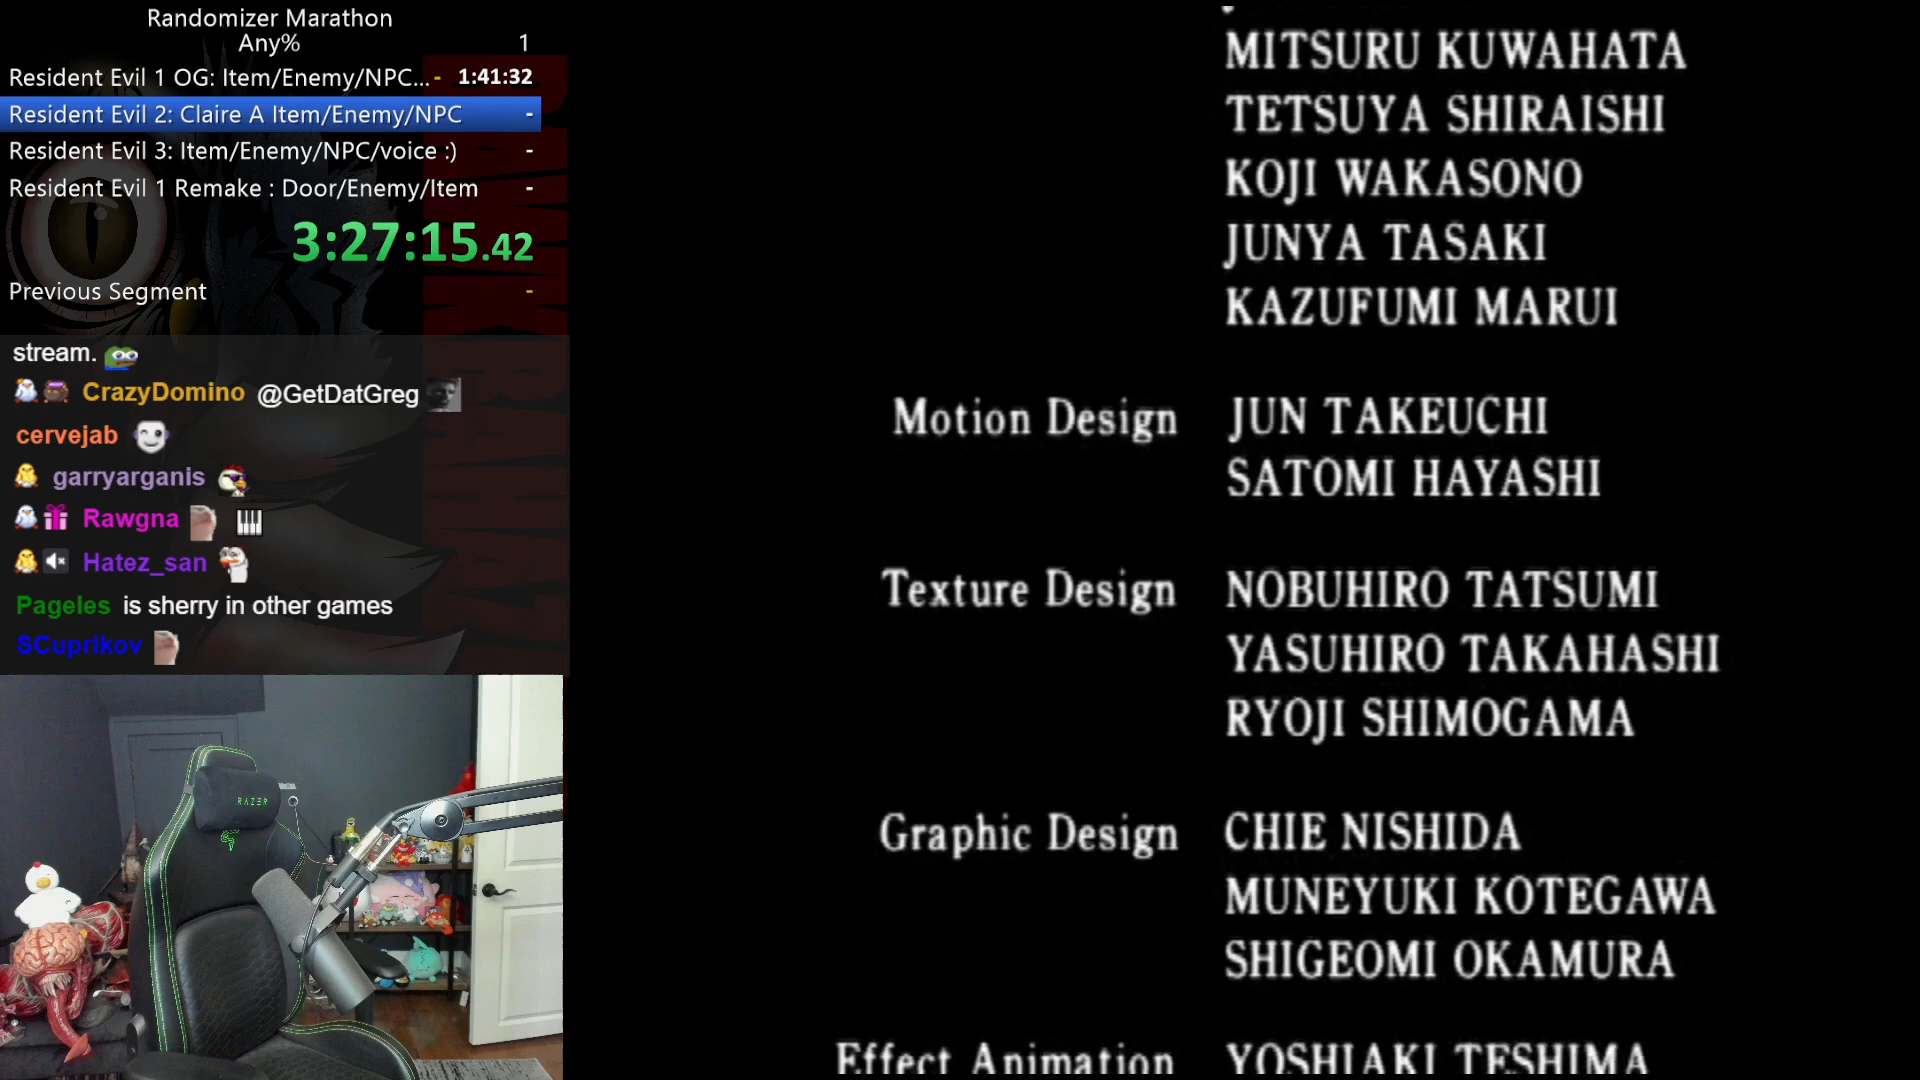 Randomizer Marathon
Any% 1
Resident Evil 1 OG: Item/Enemy/NPC... - 1:41:32
Resident Evil 2: Claire A Item/Enemy/NPC -
Resident Evil 3: Item/Enemy/NPC/voice :) -
Resident Evil 1 Remake : Door/Enemy/Item -
3:27:15.42
Previous Segment -
stream.
CrazyDomino @GetDatGreg
cervejab
garryarganis
Rawgna
Hatez_san
Pageles is sherry in other games
SCuprikov
RAZER
MITSURU KUWAHATA
TETSUYA SHIRAISHI
KOJI WAKASONO
JUNYA TASAKI
KAZUFUMI MARUI
Motion Design JUN TAKEUCHI
SATOMI HAYASHI
Texture Design NOBUHIRO TATSUMI
YASUHIRO TAKAHASHI
RYOJI SHIMOGAMA
Graphic Design CHIE NISHIDA
MUNEYUKI KOTEGAWA
SHIGEOMI OKAMURA
Effect Animation YOSHIAKI TESHIMA